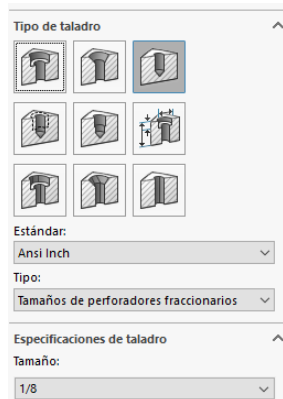 Tipo de taladro
Estándar:
Ansi Inch
Tipo:
Tamaños de perforadores fraccionarios
Especificaciones de taladro
Tamaño:
1/8